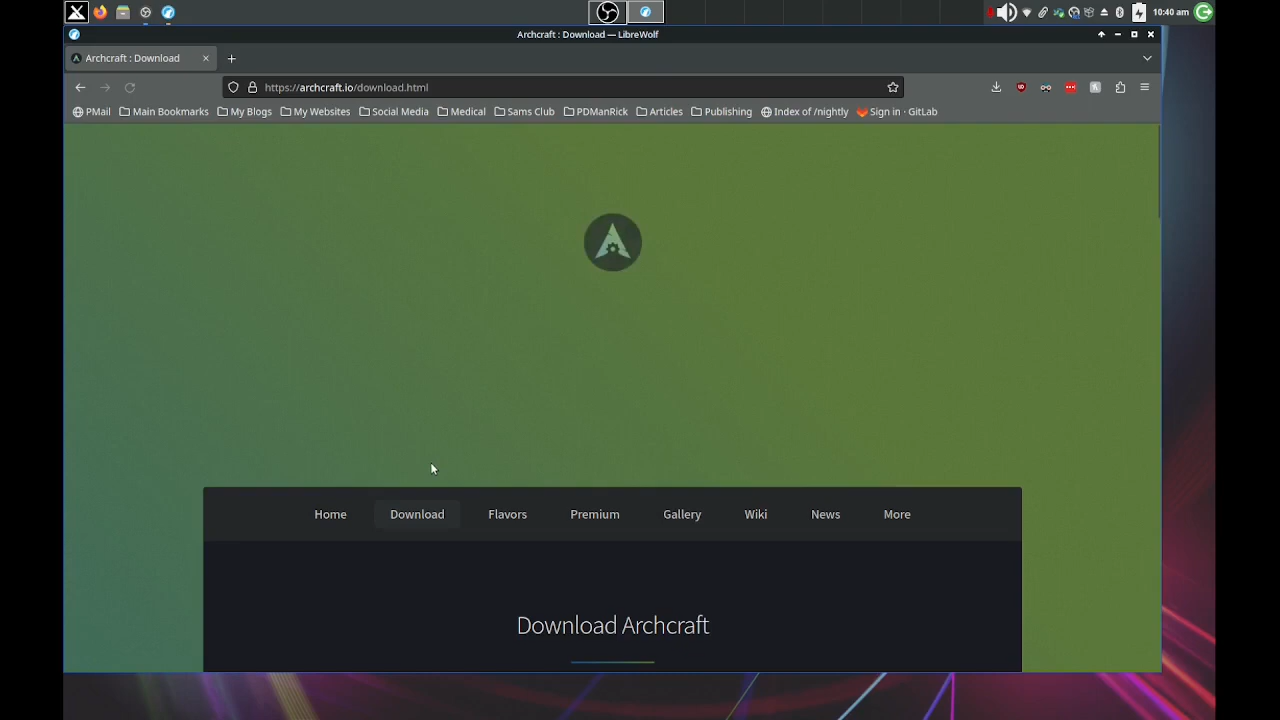 10:40 am
Archcraft : Download — LibreWolf
Archcraft : Download
https://archcraft.io/download.html
PMail Main Bookmarks My Blogs My Websites Social Media Medical Sams Club PDManRick Articles Publishing Index of /nightly Sign in · GitLab
Home Download Flavors Premium Gallery Wiki News More
Download Archcraft